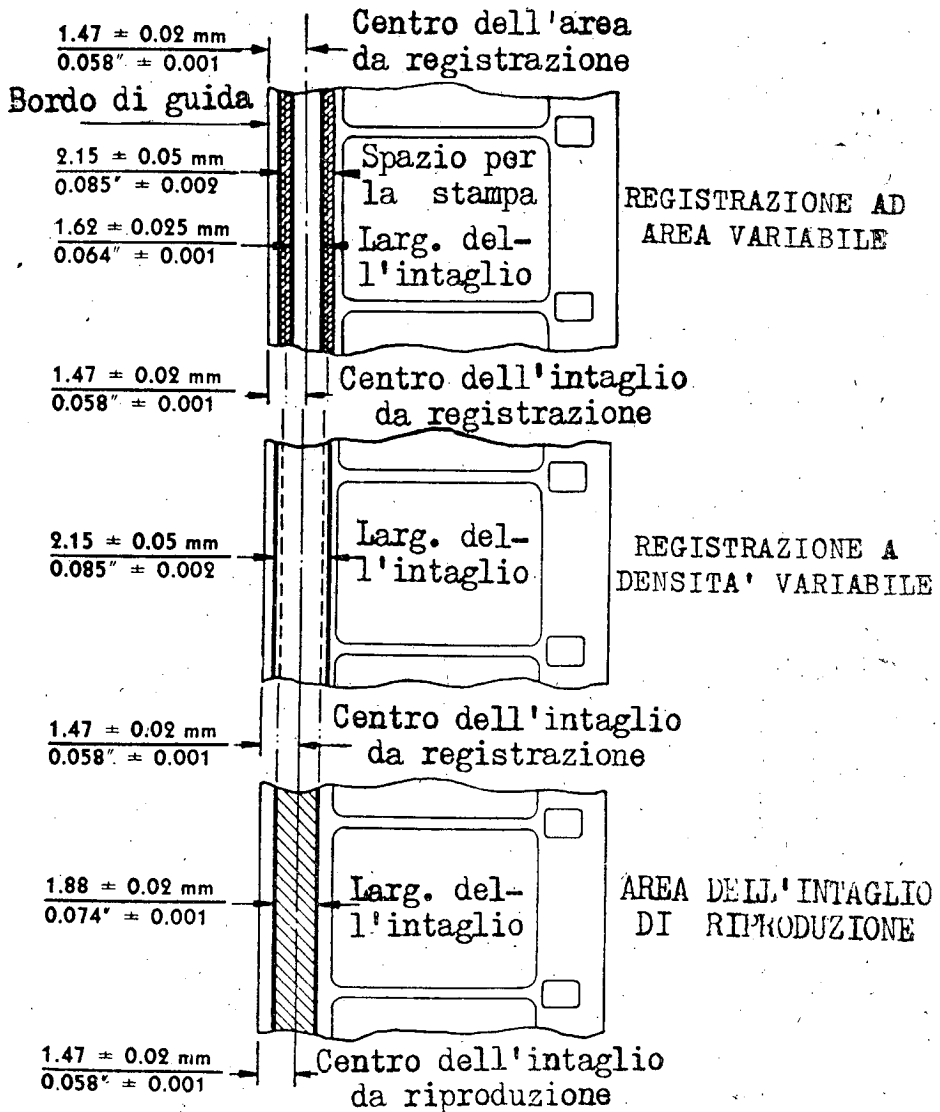 1.47 ± 0.02 mm
0.058" ± 0.001
Centro dell'area
da registrazione
Bordo di guida
2.15 ± 0.05 mm
0.085" ± 0.002
Spazio per
la stampa
1.62 ± 0.025 mm
0.064" ± 0.001
Larg. del-
l'intaglio
REGISTRAZIONE AD
AREA VARIABILE
1.47 ± 0.02 mm
0.058" ± 0.001
Centro dell'intaglio
da registrazione
2.15 ± 0.05 mm
0.085" ± 0.002
Larg. del-
l'intaglio
REGISTRAZIONE A
DENSITA' VARIABILE
1.47 ± 0.02 mm
0.058" ± 0.001
Centro dell'intaglio
da registrazione
1.88 ± 0.02 mm
0.074" ± 0.001
Larg. del-
l'intaglio
AREA DELL'INTAGLIO
DI RIPRODUZIONE
1.47 ± 0.02 mm
0.058" ± 0.001
Centro dell'intaglio
da riproduzione